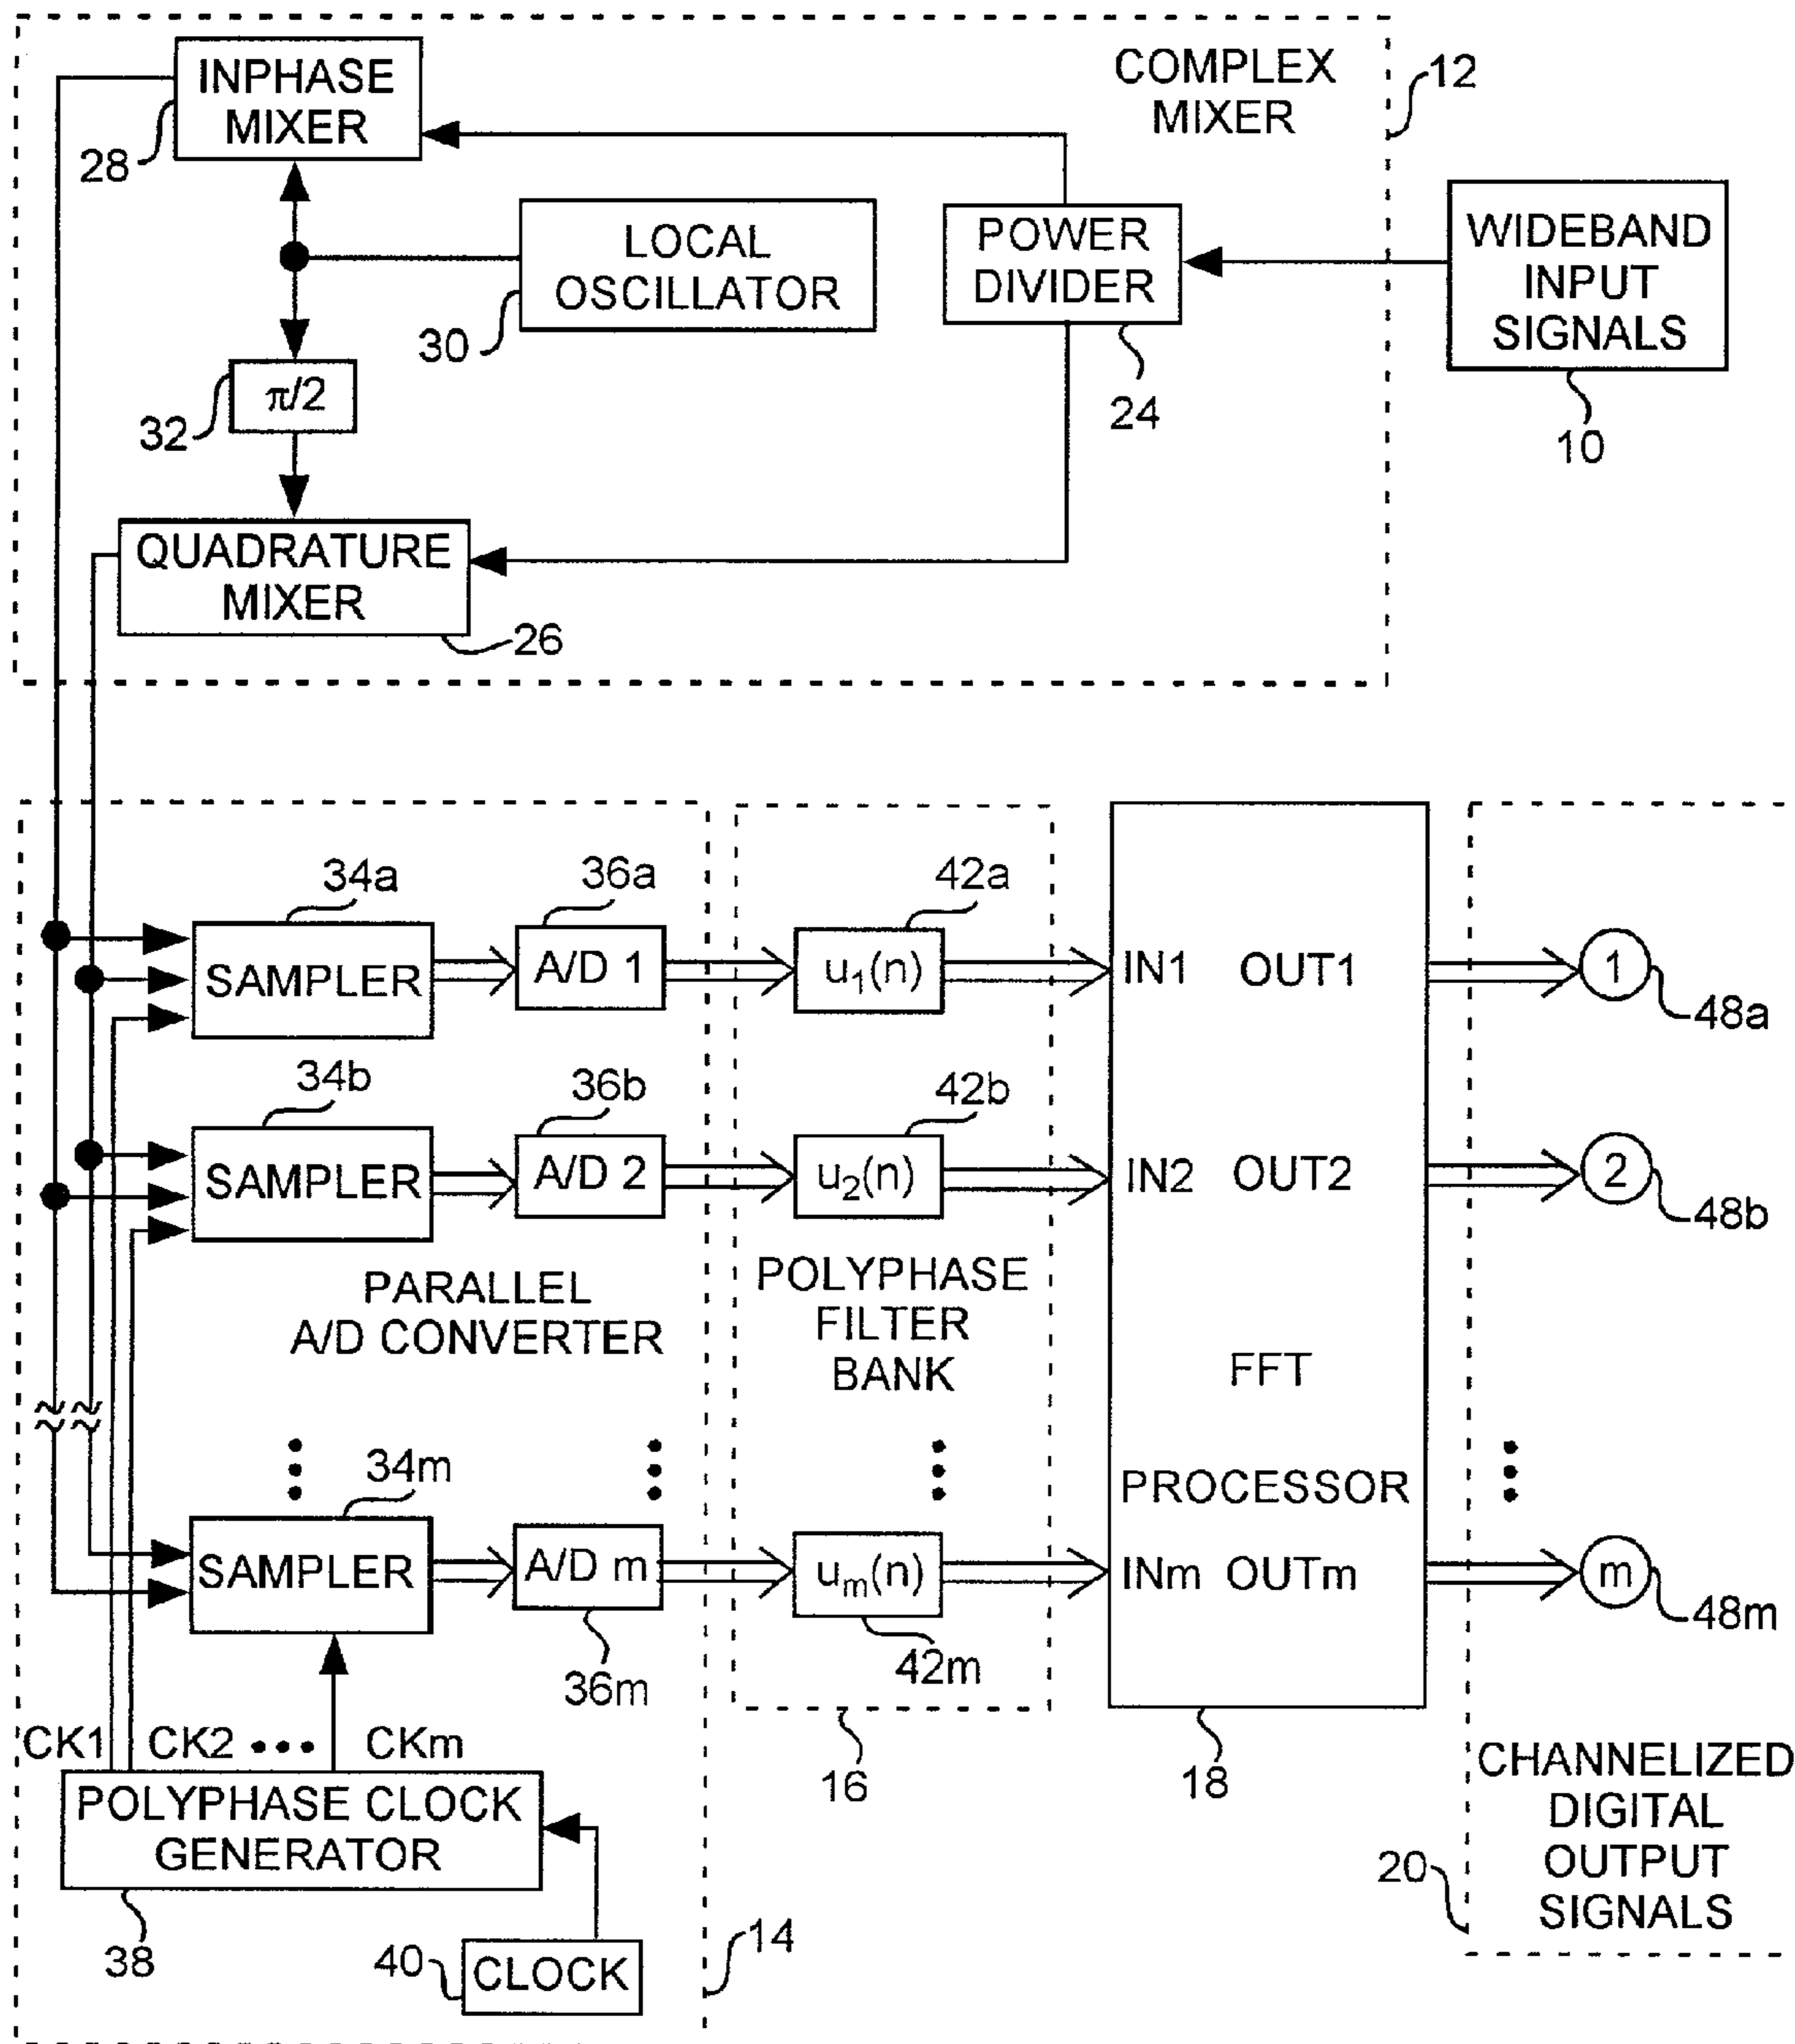 INPHASE
MIXER
28
COMPLEX
MIXER
12
LOCAL
OSCILLATOR
30
POWER
DIVIDER
24
WIDEBAND
INPUT
SIGNALS
10
π/2
32
QUADRATURE
MIXER
26
34a
SAMPLER
36a
A/D 1
42a
u₁(n)
IN1
OUT1
1
48a
34b
SAMPLER
36b
A/D 2
42b
u₂(n)
IN2
OUT2
2
48b
PARALLEL
A/D CONVERTER
POLYPHASE
FILTER
BANK
FFT
PROCESSOR
34m
SAMPLER
A/D m
36m
uₘ(n)
42m
INm
OUTm
m
48m
CK1
CK2 •••
CKm
16
18
POLYPHASE CLOCK
GENERATOR
38
40
CLOCK
14
CHANNELIZED
DIGITAL
OUTPUT
SIGNALS
20